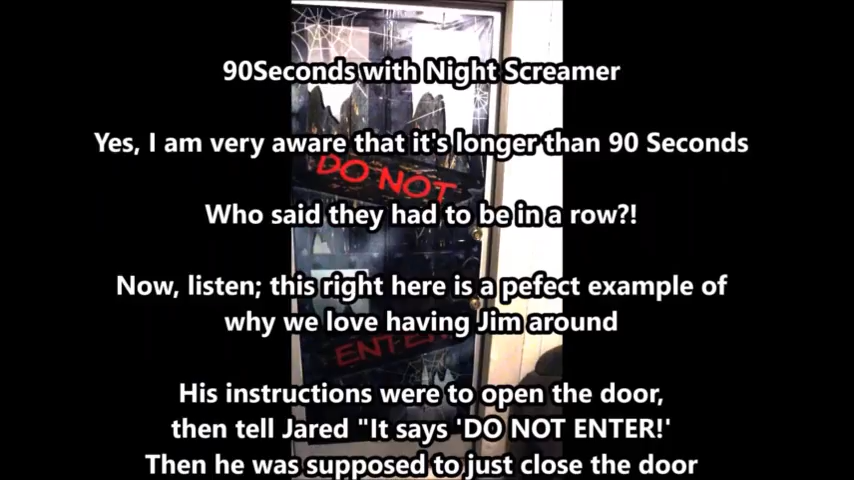 90Seconds with Night Screamer
Yes, I am very aware that it's longer than 90 Seconds
DO NOT
Who said they had to be in a row?!
Now, listen; this right here is a pefect example of
why we love having Jim around
ENTER
His instructions were to open the door,
then tell Jared "It says 'DO NOT ENTER!'
Then he was supposed to just close the door